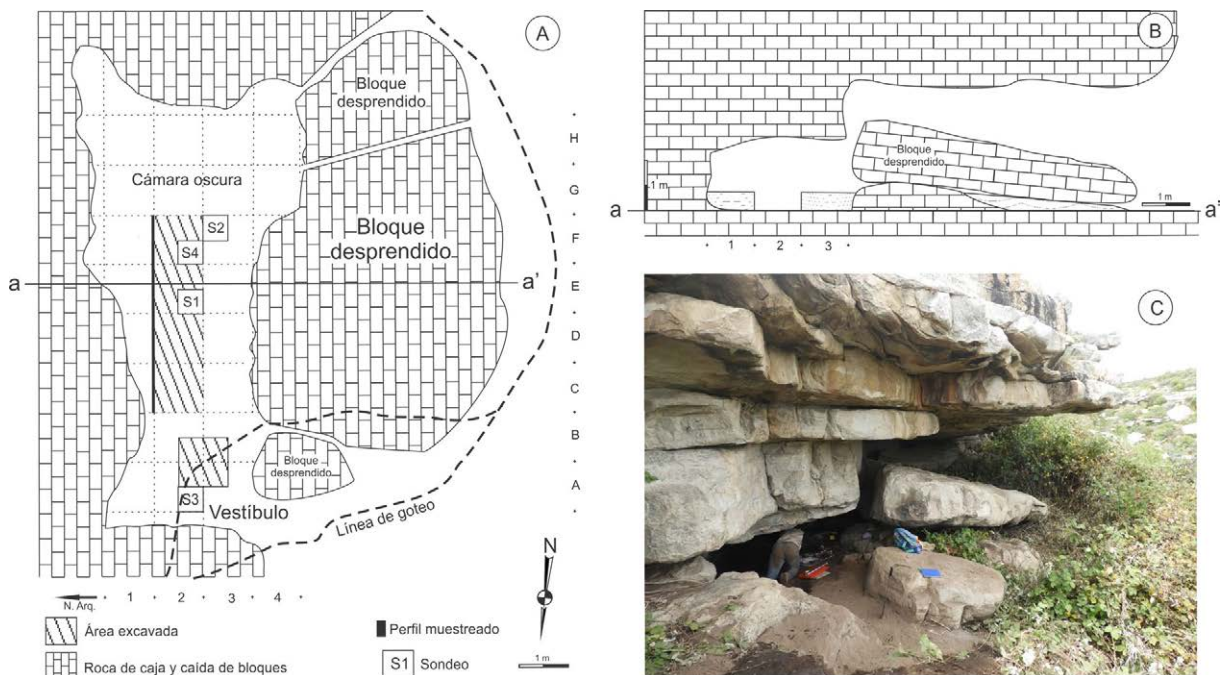 A
Bloque
desprendido
Cámara oscura
Bloque
desprendido
S2
S4
S1
a
a'
H
G
F
E
D
C
B
A
Bloque
desprendido
S3
Vestíbulo
Línea de goteo
N
1 2 3 4
N. Arq.
Área excavada
Roca de caja y caida de bloques
Perfil muestreado
S1 Sondeo
1 m
B
Bloque
desprendido
1 m
1 m
a
a'
1 2 3
C